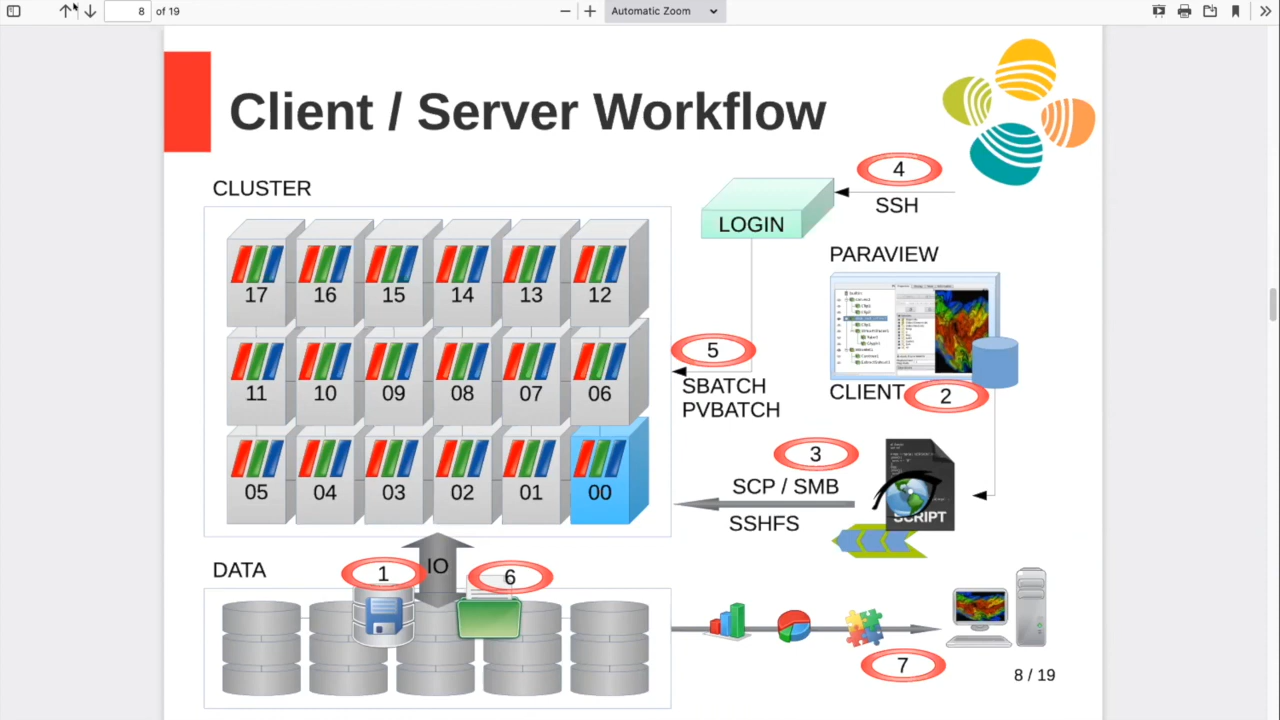 8 of 19
Automatic Zoom
Client / Server Workflow
4
SSH
CLUSTER
LOGIN
PARAVIEW
17 16 15 14 13 12
5
SBATCH
PVBATCH
11 10 09 08 07 06
CLIENT
2
3
SCP / SMB
SSHFS
SCRIPT
05 04 03 02 01 00
DATA
1
IO
6
7
8 / 19